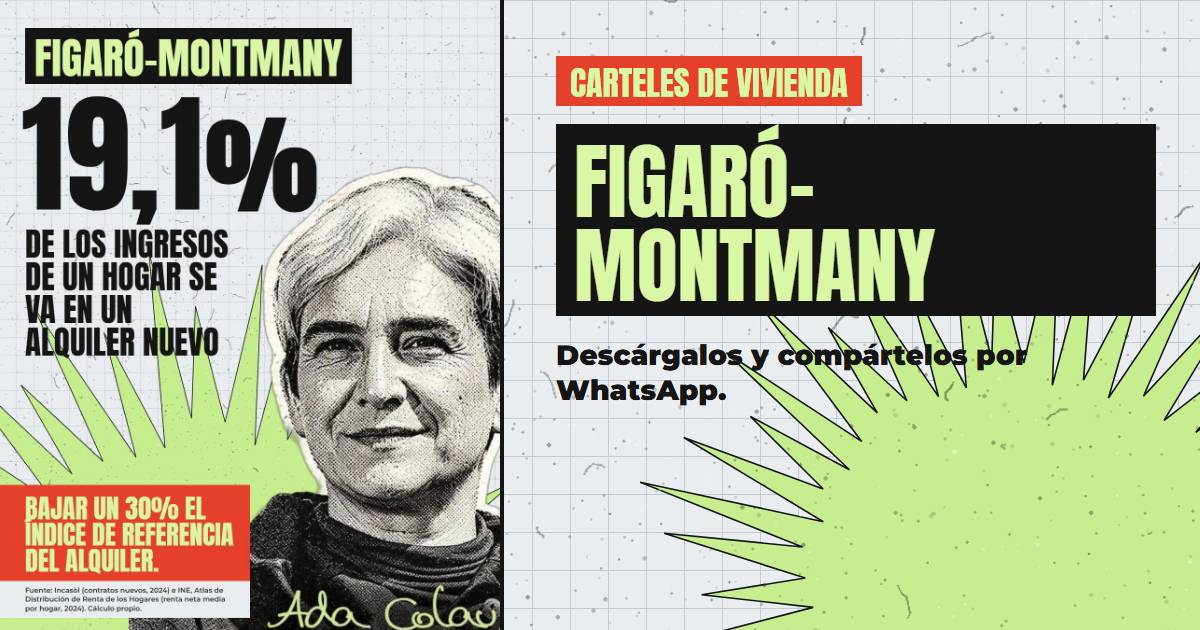 FIGARÓ-MONTMANY
19,1%
DE LOS INGRESOS
DE UN HOGAR SE
VA EN UN
ALQUILER NUEVO
BAJAR UN 30% EL
ÍNDICE DE REFERENCIA
DEL ALQUILER.
Fuente: Incasòl (contratos nuevos, 2024) e INE, Atlas de
Distribución de Renta de los Hogares (renta neta media
por hogar, 2024). Cálculo propio.
Ada Colau
CARTELES DE VIVIENDA
FIGARÓ-
MONTMANY
Descárgalos y compártelos por
WhatsApp.